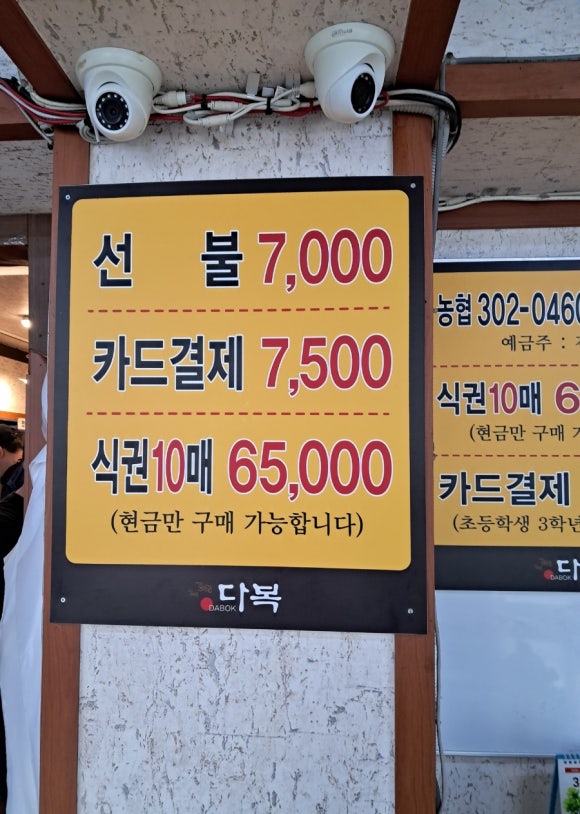 선 불 7,000
카드결제 7,500
식권10매 65,000
(현금만 구매 가능합니다)
DABOK 다복
농협 302-0460
예금주 :
식권10매 6
(현금만 구매
카드결제
(초등학생 3학년
다